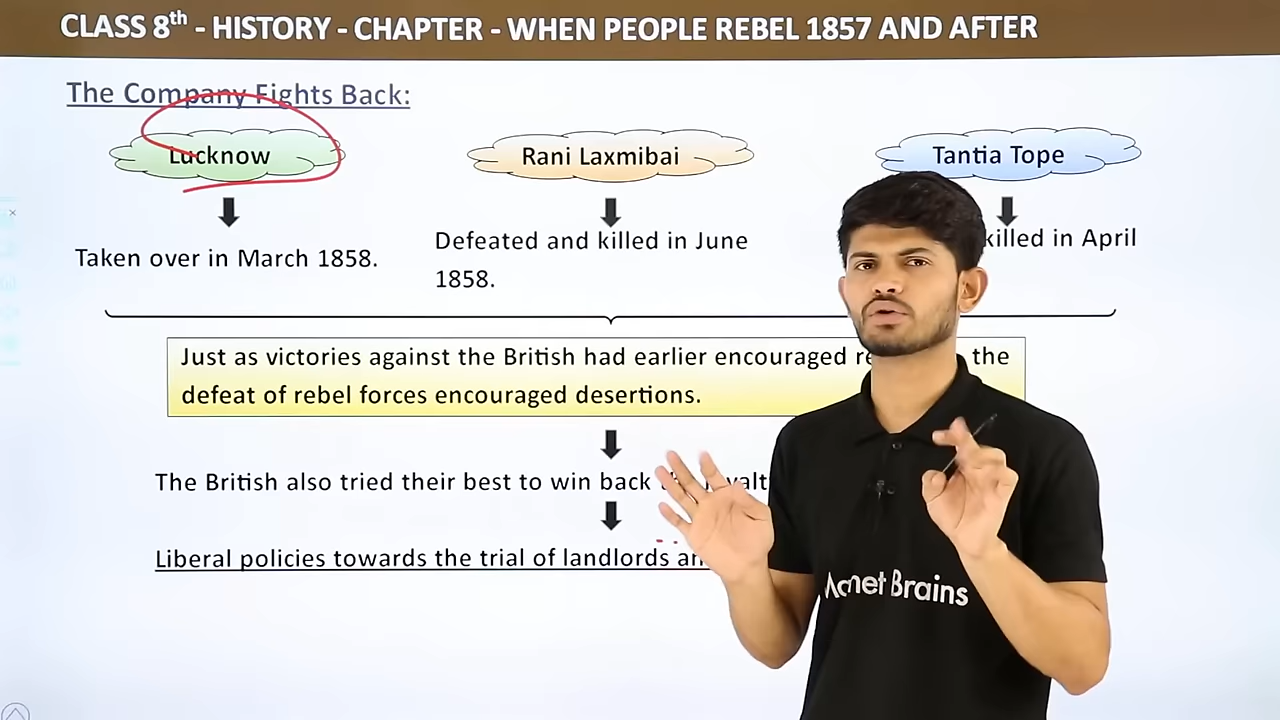 CLASS 8th - HISTORY - CHAPTER - WHEN PEOPLE REBEL 1857 AND AFTER
The Company Fights Back:
Lucknow
Rani Laxmibai
Tantia Tope
Taken over in March 1858.
Defeated and killed in June
1858.
killed in April
Just as victories against the British had earlier encouraged the
defeat of rebel forces encouraged desertions.
The British also tried their best to win back
Liberal policies towards the trial of landlords
Magnet Brains